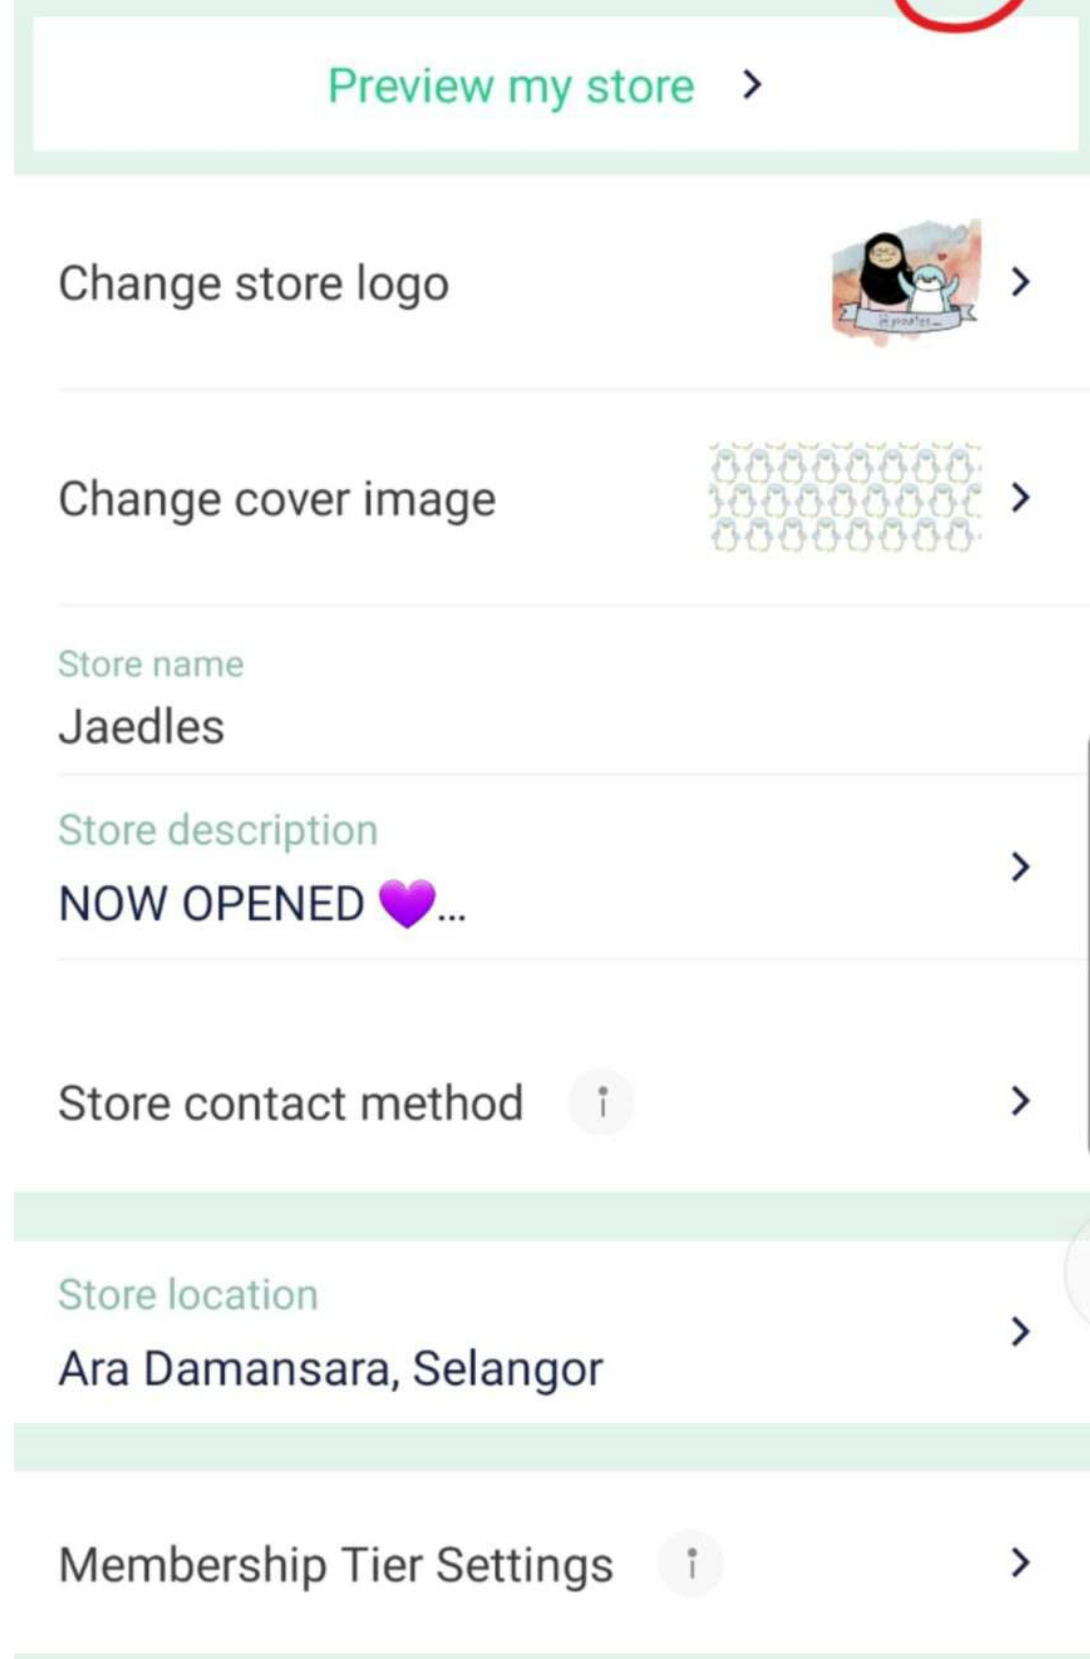 Preview my store
Change store logo
Change cover image
Store name
Jaedles
Store description
NOW OPENED 💜...
Store contact method i
Store location
Ara Damansara, Selangor
Membership Tier Settings i